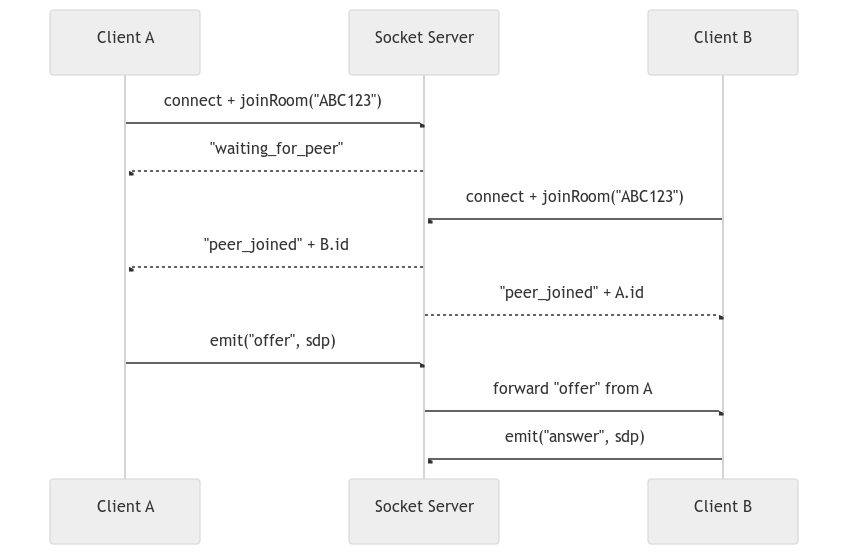 Client A
Socket Server
Client B
connect + joinRoom("ABC123")
"waiting_for_peer"
connect + joinRoom("ABC123")
"peer_joined" + B.id
"peer_joined" + A.id
emit("offer", sdp)
forward "offer" from A
emit("answer", sdp)
Client A
Socket Server
Client B